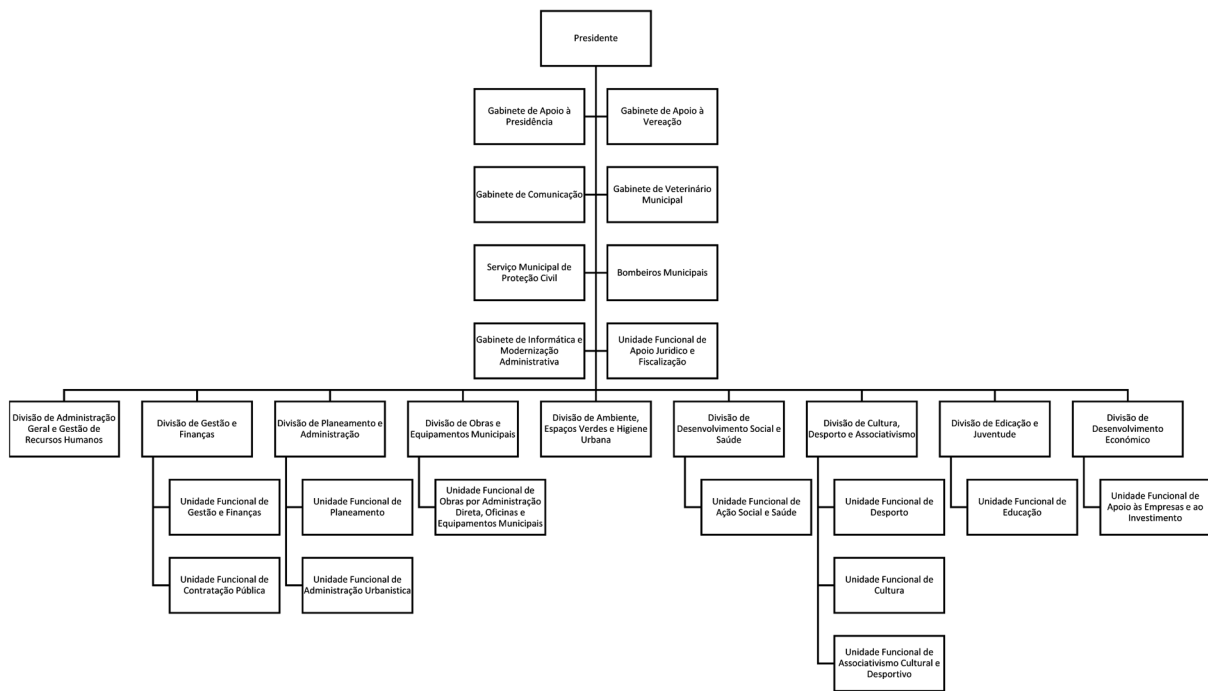 Presidente
Gabinete de Apoio à
Presidência
Gabinete de Apoio à
Vereação
Gabinete de Comunicação
Gabinete de Veterinário
Municipal
Serviço Municipal de
Proteção Civil
Bombeiros Municipais
Gabinete de Informática e
Modernização
Administrativa
Unidade Funcional de
Apoio Juridico e
Fiscalização
Divisão de Administração
Geral e Gestão de
Recursos Humanos
Divisão de Gestão e
Finanças
Divisão de Planeamento e
Administração
Divisão de Obras e
Equipamentos Municipais
Divisão de Ambiente,
Espaços Verdes e Higiene
Urbana
Divisão de
Desenvolvimento Social e
Saúde
Divisão de Cultura,
Desporto e Associativismo
Divisão de Edicação e
Juventude
Divisão de
Desenvolvimento
Económico
Unidade Funcional de
Gestão e Finanças
Unidade Funcional de
Planeamento
Unidade Funcional de
Obras por Administração
Direta, Oficinas e
Equipamentos Municipais
Unidade Funcional de
Ação Social e Saúde
Unidade Funcional de
Desporto
Unidade Funcional de
Educação
Unidade Funcional de
Apoio às Empresas e ao
Investimento
Unidade Funcional de
Contratação Pública
Unidade Funcional de
Administração Urbanistica
Unidade Funcional de
Cultura
Unidade Funcional de
Associativismo Cultural e
Desportivo